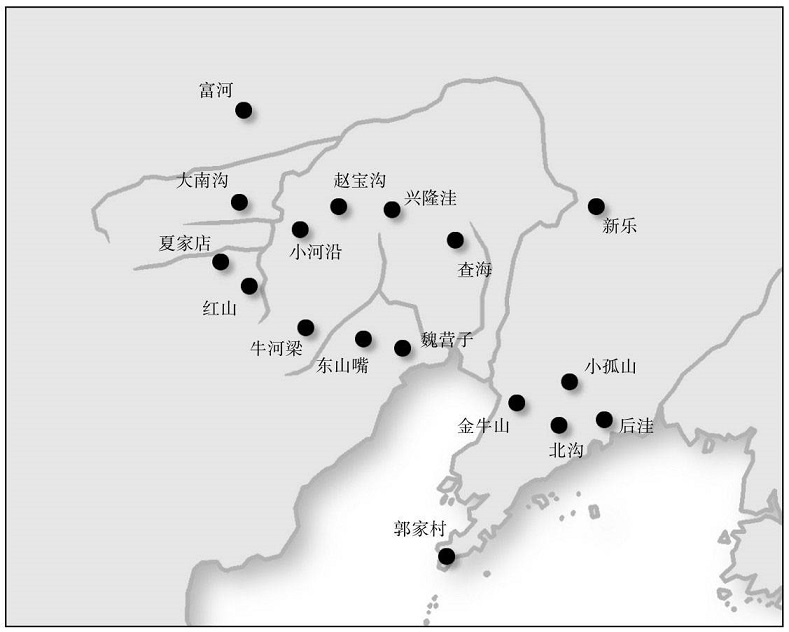 富河
大南沟
赵宝沟
兴隆洼
新乐
夏家店
小河沿
查海
红山
牛河梁
东山嘴
魏营子
小孤山
金牛山
后洼
北沟
郭家村